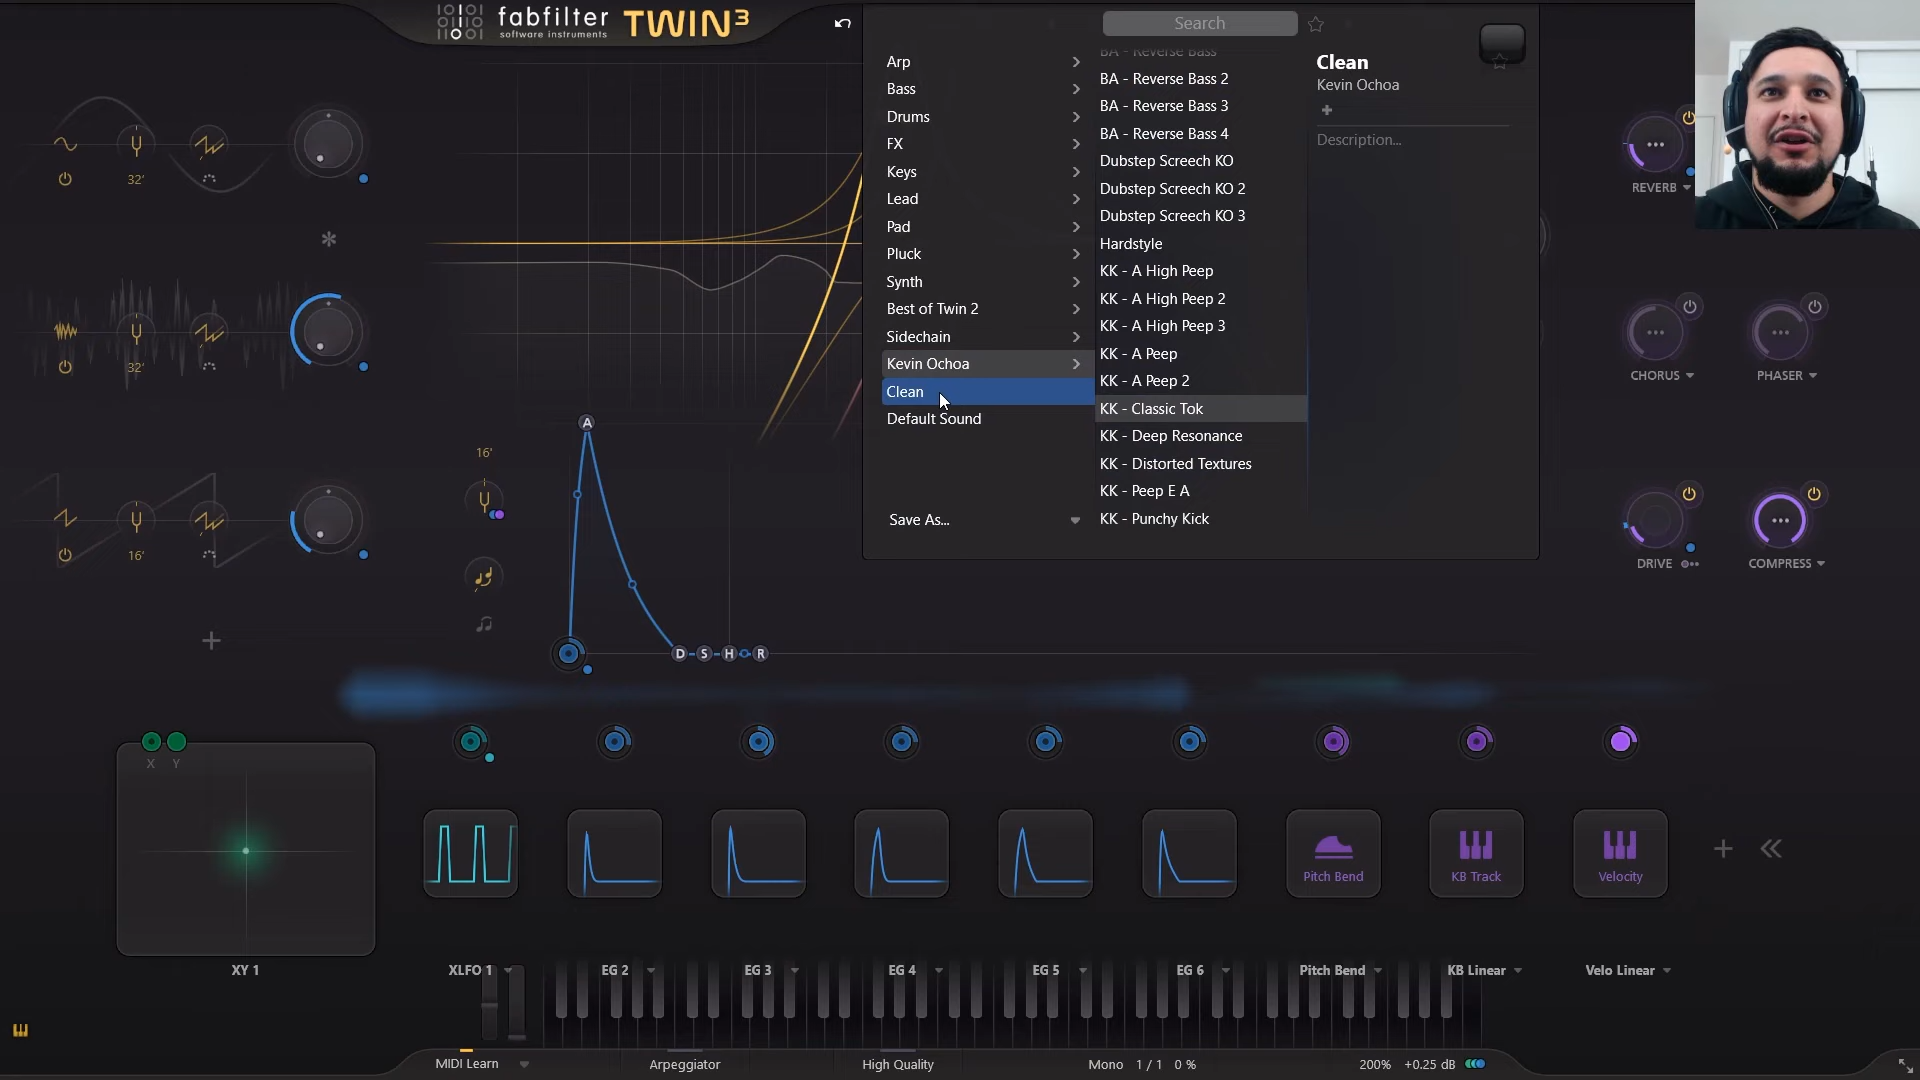 fabfilter
software instruments
TWIN3
Search
Arp
Bass
Drums
FX
Keys
Lead
Pad
Pluck
Synth
Best of Twin 2
Sidechain
Kevin Ochoa
Clean
Default Sound
Save As...
BA - Reverse Bass
BA - Reverse Bass 2
BA - Reverse Bass 3
BA - Reverse Bass 4
Dubstep Screech KO
Dubstep Screech KO 2
Dubstep Screech KO 3
Hardstyle
KK - A High Peep
KK - A High Peep 2
KK - A High Peep 3
KK - A Peep
KK - A Peep 2
KK - Classic Tok
KK - Deep Resonance
KK - Distorted Textures
KK - Peep E A
KK - Punchy Kick
Clean
Kevin Ochoa
Description...
32'
32'
16'
16'
A
D
S
H
R
REVERB
CHORUS
PHASER
DRIVE
COMPRESS
X
Y
Pitch Bend
KB Track
Velocity
XY 1
XLFO 1
EG 2
EG 3
EG 4
EG 5
EG 6
Pitch Bend
KB Linear
Velo Linear
MIDI Learn
Arpeggiator
High Quality
Mono
1 / 1
0 %
200%
+0.25 dB